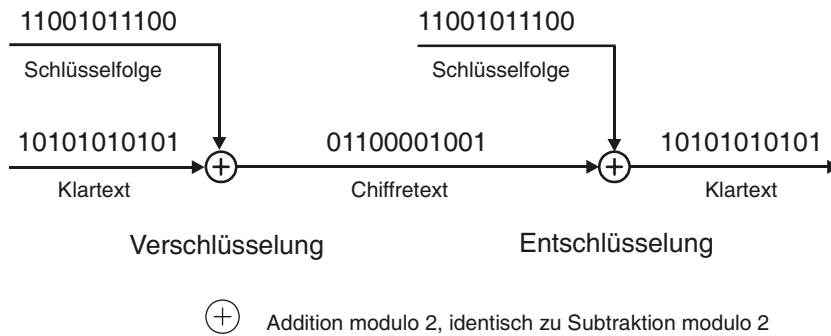 11001011100 11001011100
Schlüsselfolge Schlüsselfolge
10101010101 01100001001 10101010101
Klartext Chiffretext Klartext
Verschlüsselung Entschlüsselung
Addition modulo 2, identisch zu Subtraktion modulo 2